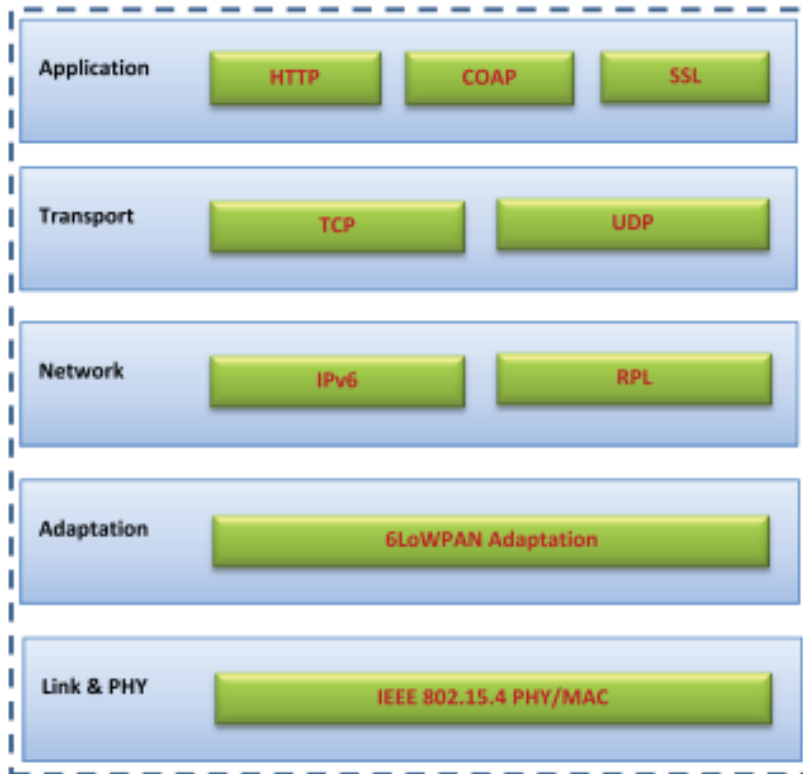 Application
HTTP
COAP
SSL
Transport
TCP
UDP
Network
IPv6
RPL
Adaptation
6LoWPAN Adaptation
Link & PHY
IEEE 802.15.4 PHY/MAC